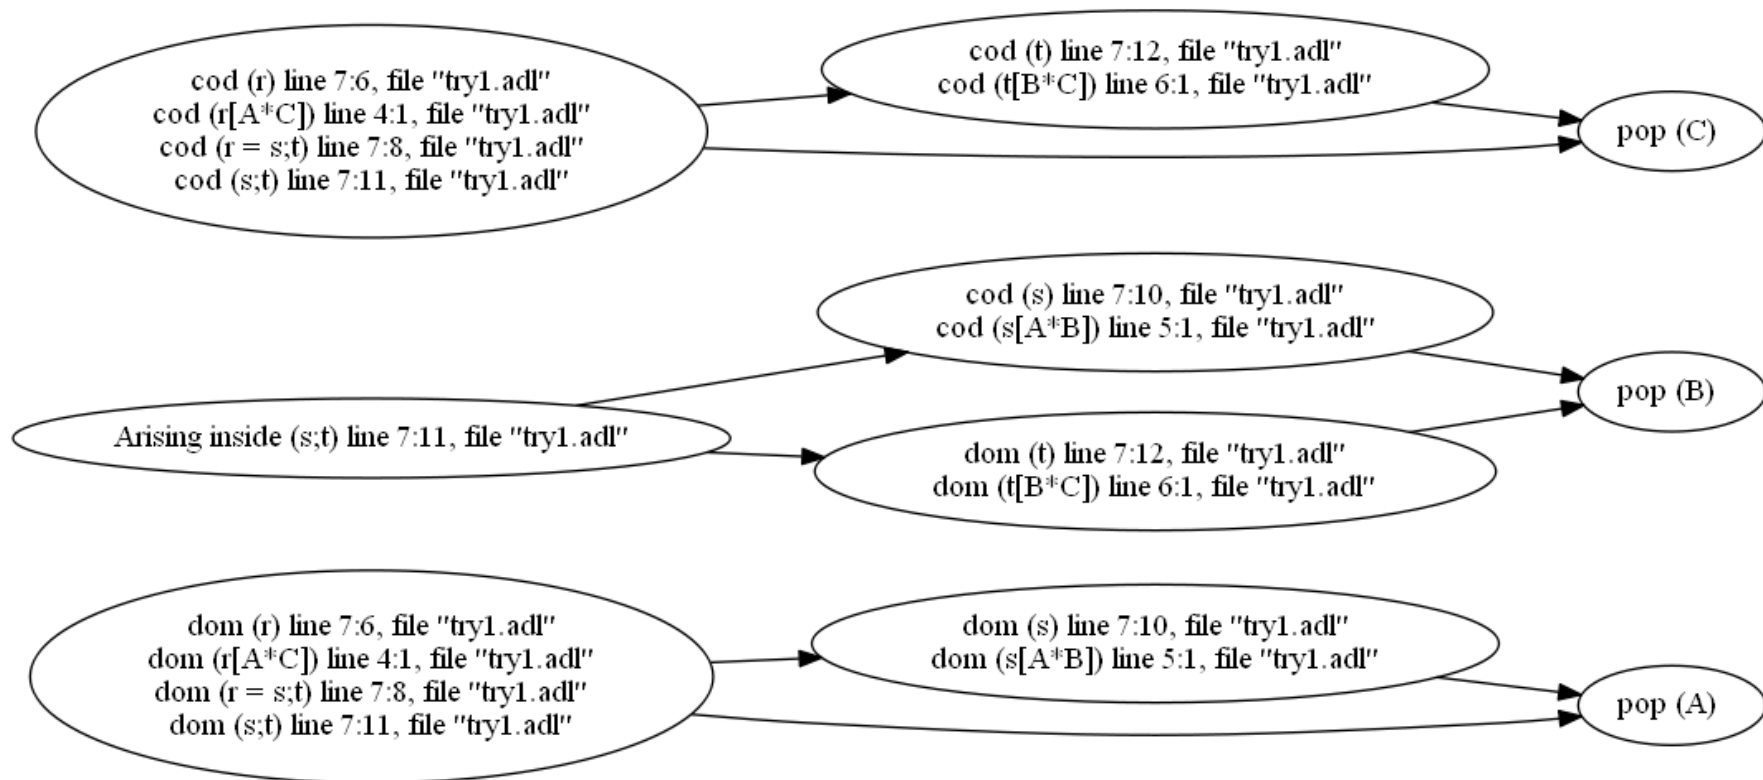 cod (r) line 7:6, file "try1.adl"
cod (r[A*C]) line 4:1, file "try1.adl"
cod (r = s;t) line 7:8, file "try1.adl"
cod (s;t) line 7:11, file "try1.adl"
cod (t) line 7:12, file "try1.adl"
cod (t[B*C]) line 6:1, file "try1.adl"
pop (C)
Arising inside (s;t) line 7:11, file "try1.adl"
cod (s) line 7:10, file "try1.adl"
cod (s[A*B]) line 5:1, file "try1.adl"
dom (t) line 7:12, file "try1.adl"
dom (t[B*C]) line 6:1, file "try1.adl"
pop (B)
dom (r) line 7:6, file "try1.adl"
dom (r[A*C]) line 4:1, file "try1.adl"
dom (r = s;t) line 7:8, file "try1.adl"
dom (s;t) line 7:11, file "try1.adl"
dom (s) line 7:10, file "try1.adl"
dom (s[A*B]) line 5:1, file "try1.adl"
pop (A)